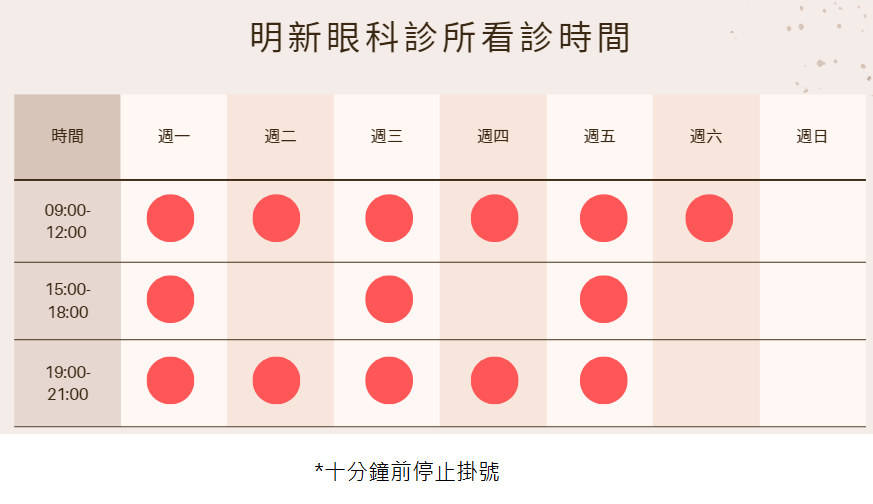 明新眼科診所看診時間
時間 週一 週二 週三 週四 週五 週六 週日
09:00-
12:00
15:00-
18:00
19:00-
21:00
*十分鐘前停止掛號